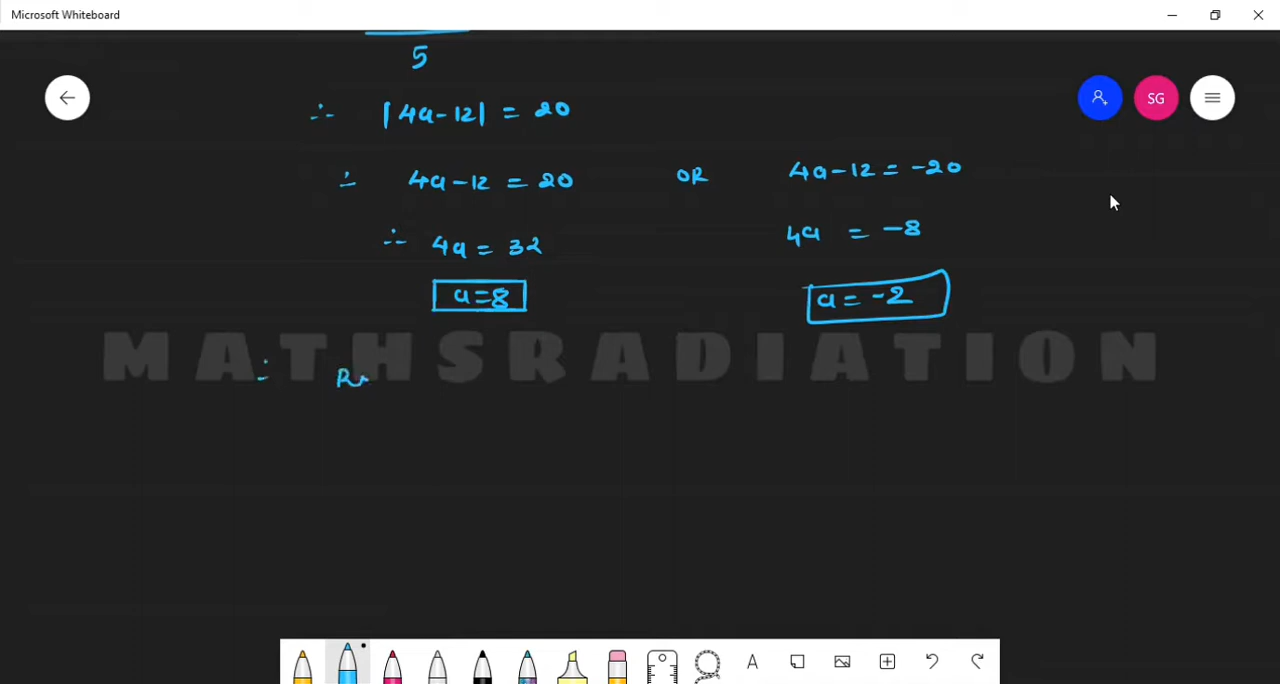 Microsoft Whiteboard
5
SG
∴ |4a-12| = 20
∴ 4a-12 = 20 OR 4a-12 = -20
∴ 4a = 32 4a = -8
a=8 a = -2
MATHSRADIATION
∴
A